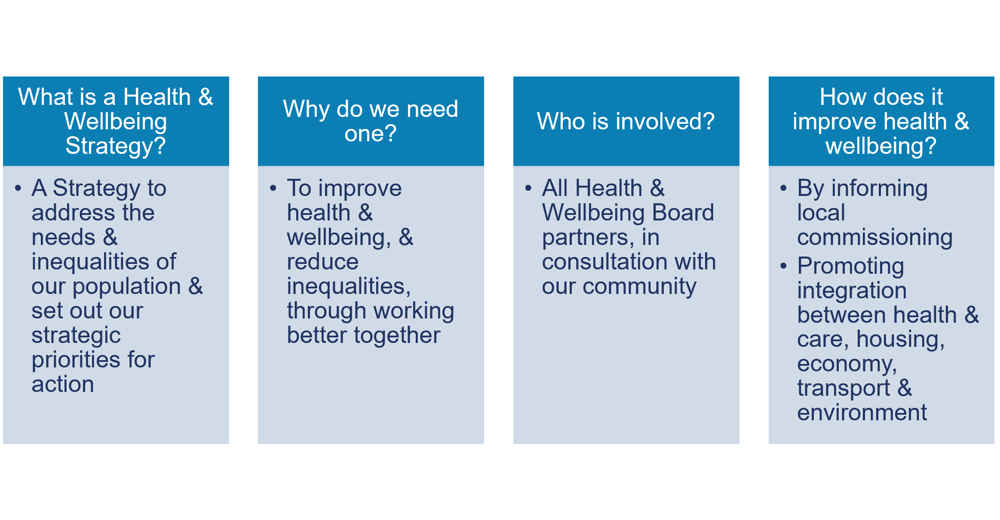 What is a Health &
Wellbeing
Strategy?
• A Strategy to
address the
needs &
inequalities of
our population &
set out our
strategic
priorities for
action
Why do we need
one?
• To improve
health &
wellbeing, &
reduce
inequalities,
through working
better together
Who is involved?
• All Health &
Wellbeing Board
partners, in
consultation with
our community
How does it
improve health &
wellbeing?
• By informing
local
commissioning
• Promoting
integration
between health &
care, housing,
economy,
transport &
environment